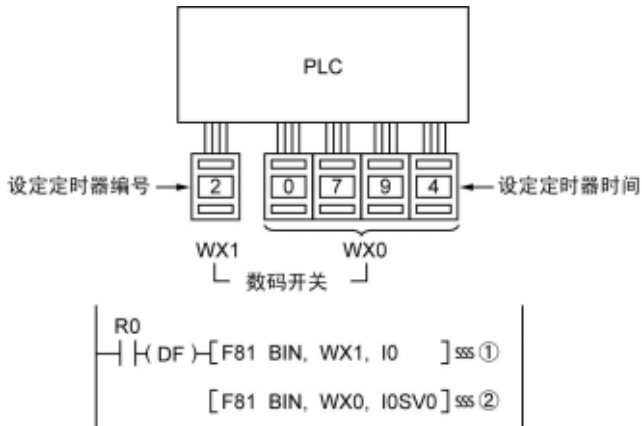 PLC
设定定时器编号
2
0 7 9 4
设定定时器时间
WX1
WX0
数码开关
R0
( DF ) [ F81 BIN, WX1, I0 ] sss ①
[ F81 BIN, WX0, I0SV0 ] sss ②